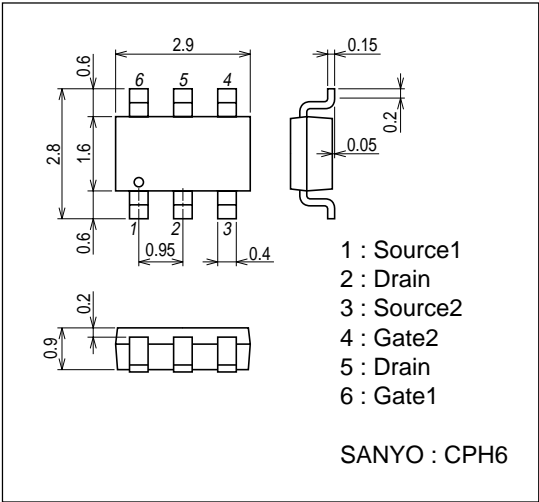 2.9
0.15
0.6
6 5 4
0.2
2.8
1.6
0.05
0.6
1 2 3
0.95
0.4
0.2
0.9
1 : Source1
2 : Drain
3 : Source2
4 : Gate2
5 : Drain
6 : Gate1
SANYO : CPH6